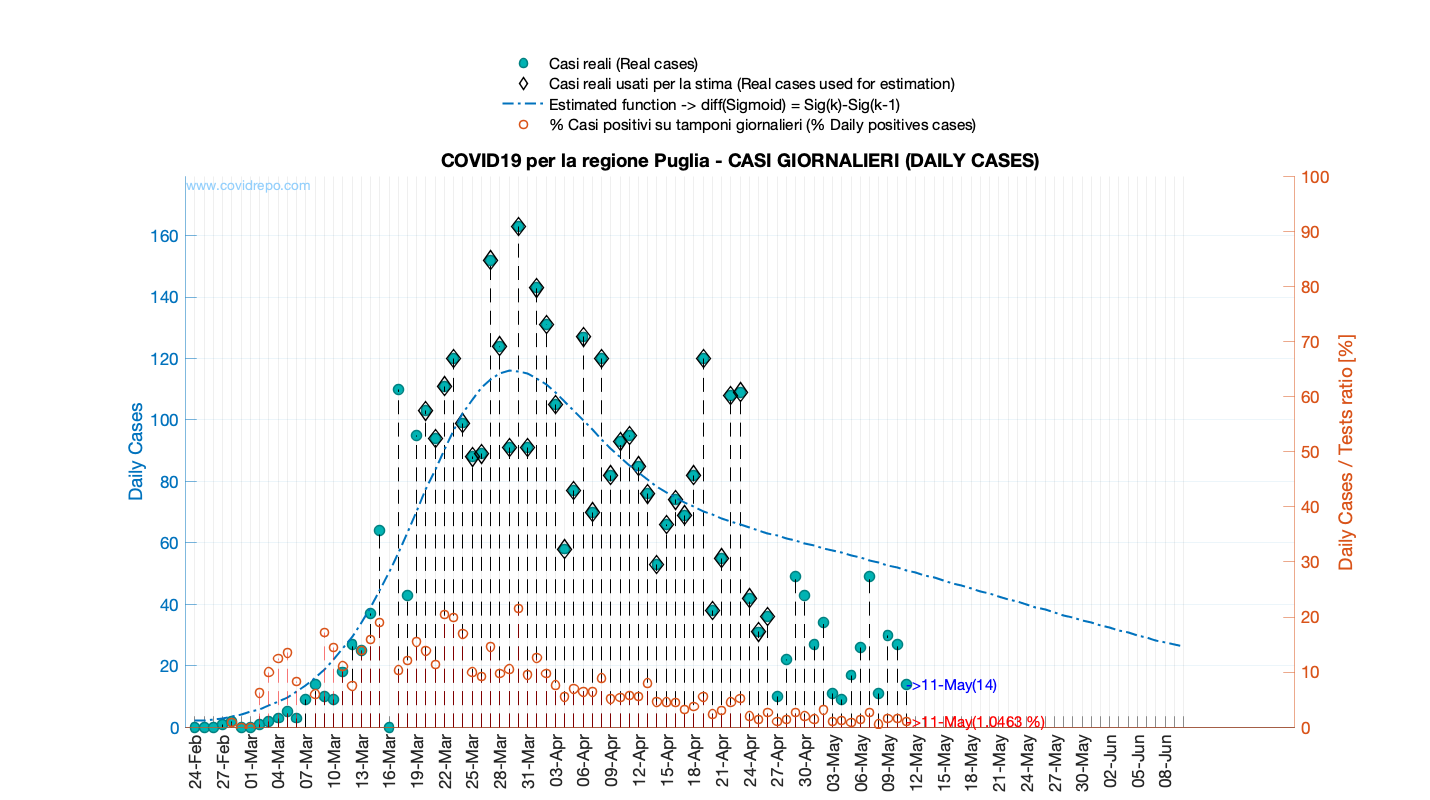 Casi reali (Real cases)
Casi reali usati per la stima (Real cases used for estimation)
Estimated function -> diff(Sigmoid) = Sig(k)-Sig(k-1)
% Casi positivi su tamponi giornalieri (% Daily positives cases)
COVID19 per la regione Puglia - CASI GIORNALIERI (DAILY CASES)
www.covidrepo.com
Daily Cases
160
140
120
100
80
60
40
20
0
100
90
80
70
60
50
40
30
20
10
0
Daily Cases / Tests ratio [%]
->11-May(14)
->11-May(1.0463 %)
24-Feb
27-Feb
01-Mar
04-Mar
07-Mar
10-Mar
13-Mar
16-Mar
19-Mar
22-Mar
25-Mar
28-Mar
31-Mar
03-Apr
06-Apr
09-Apr
12-Apr
15-Apr
18-Apr
21-Apr
24-Apr
27-Apr
30-Apr
03-May
06-May
09-May
12-May
15-May
18-May
21-May
24-May
27-May
30-May
02-Jun
05-Jun
08-Jun